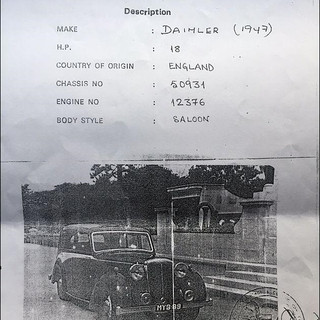 Description
MAKE : DAIMLER (1947)
H.P. : 18
COUNTRY OF ORIGIN : ENGLAND
CHASSIS NO : 50931
ENGINE NO : 12376
BODY STYLE : SALOON